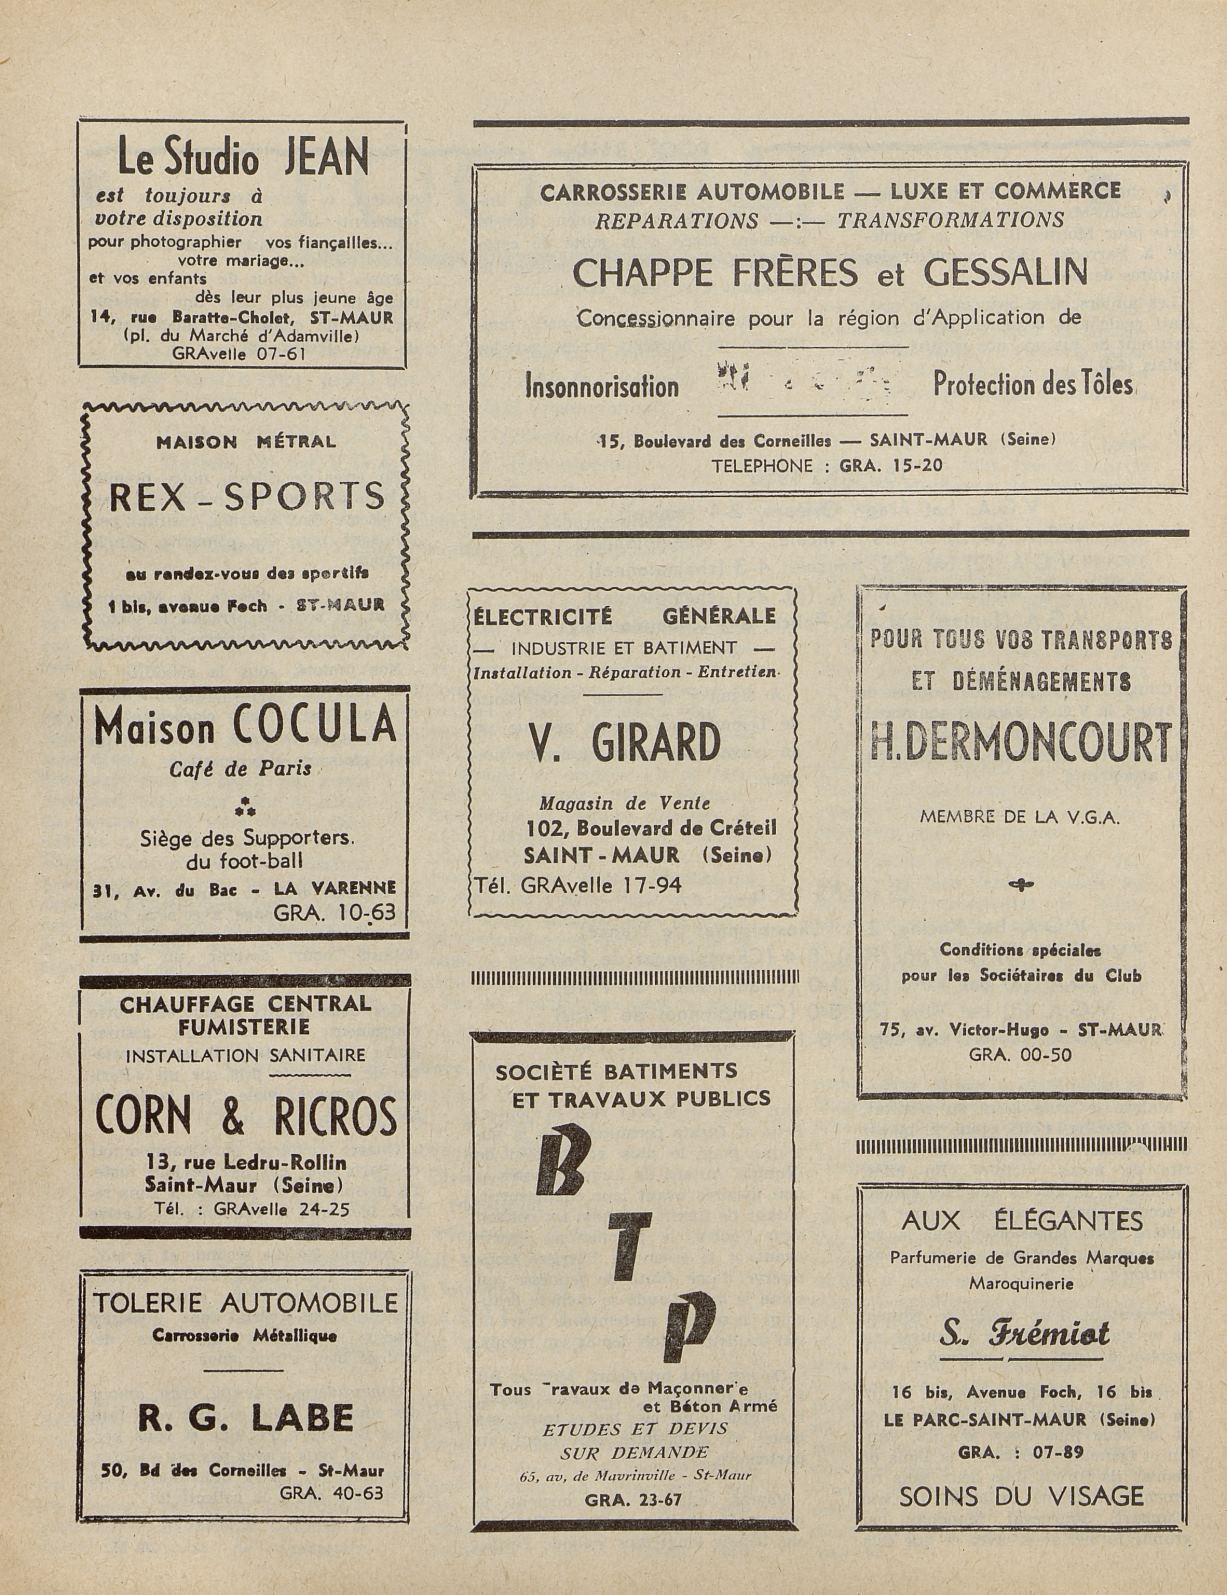 Le Studio JEAN
est toujours à
votre disposition
pour photographier vos fiançailles...
votre mariage...
et vos enfants
dès leur plus jeune âge
14, rue Baratte-Cholet, ST-MAUR
(pl. du Marché d'Adamville)
GRAvelle 07-61
MAISON MÉTRAL
REX - SPORTS
au rendez-vous des sportifs
1 bis, avenue Foch - ST-MAUR
Maison COCULA
Café de Paris
Siège des Supporters.
du foot-ball
31, Av. du Bac - LA VARENNE
GRA. 10-63
CHAUFFAGE CENTRAL
FUMISTERIE
INSTALLATION SANITAIRE
CORN & RICROS
13, rue Ledru-Rollin
Saint-Maur (Seine)
Tél. : GRAvelle 24-25
TOLERIE AUTOMOBILE
Carrosserie Métallique
R. G. LABE
50, Bd des Corneilles - St-Maur
GRA. 40-63
CARROSSERIE AUTOMOBILE — LUXE ET COMMERCE
REPARATIONS —:— TRANSFORMATIONS
CHAPPE FRÈRES et GESSALIN
Concessionnaire pour la région d'Application de
Insonnorisation Protection des Tôles
15, Boulevard des Corneilles — SAINT-MAUR (Seine)
TELEPHONE : GRA. 15-20
ÉLECTRICITÉ GÉNÉRALE
— INDUSTRIE ET BATIMENT —
Installation - Réparation - Entretien
V. GIRARD
Magasin de Vente
102, Boulevard de Créteil
SAINT-MAUR (Seine)
Tél. GRAvelle 17-94
SOCIÈTÉ BATIMENTS
ET TRAVAUX PUBLICS
B
T
P
Tous Travaux de Maçonnerie
et Béton Armé
ETUDES ET DEVIS
SUR DEMANDE
65, av, de Mavrinville - St-Maur
GRA. 23-67
POUR TOUS VOS TRANSPORTS
ET DÉMÉNAGEMENTS
H.DERMONCOURT
MEMBRE DE LA V.G.A.
Conditions spéciales
pour les Sociétaires du Club
75, av. Victor-Hugo - ST-MAUR
GRA. 00-50
AUX ÉLÉGANTES
Parfumerie de Grandes Marques
Maroquinerie
S. Frémiot
16 bis, Avenue Foch, 16 bis
LE PARC-SAINT-MAUR (Seine)
GRA. : 07-89
SOINS DU VISAGE